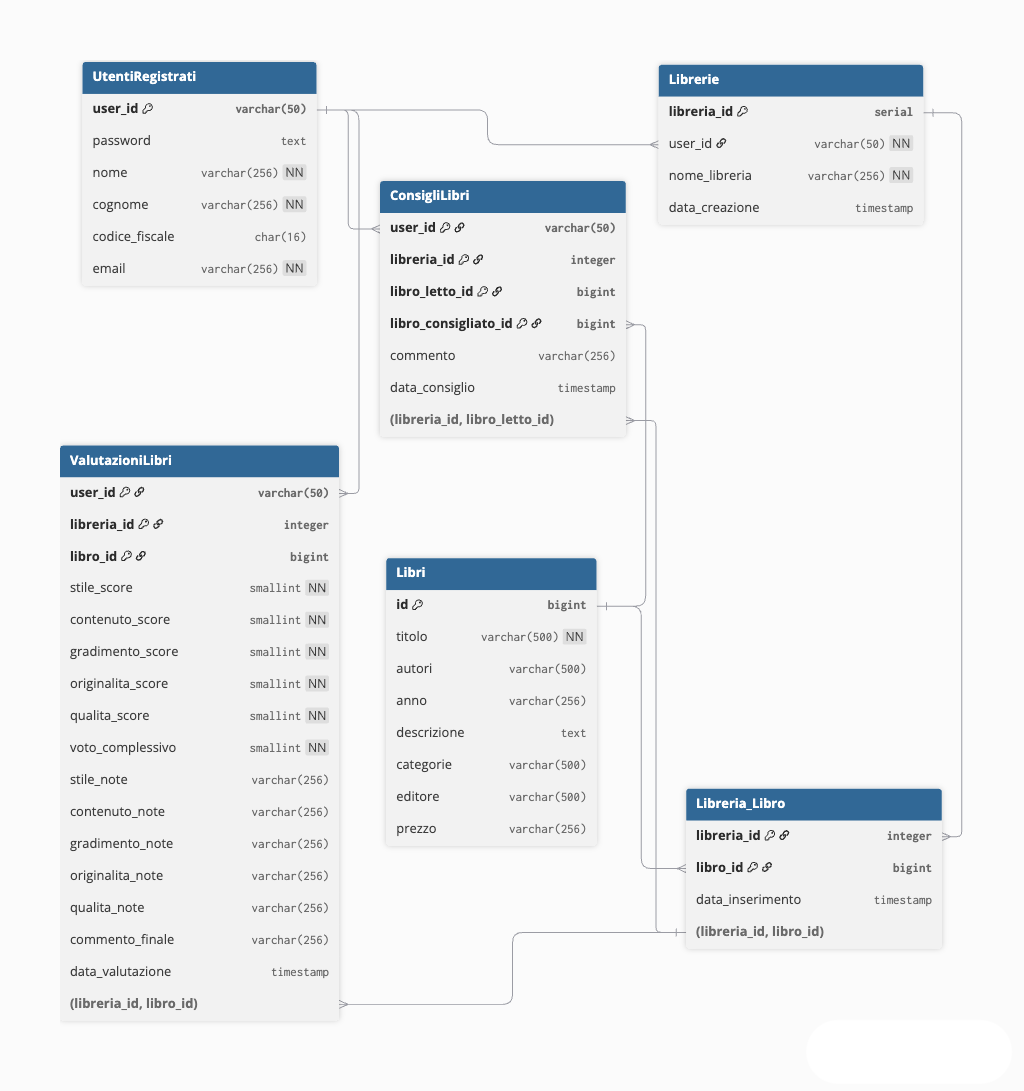 UtentiRegistrati
user_id varchar(50)
password text
nome varchar(256) NN
cognome varchar(256) NN
codice_fiscale char(16)
email varchar(256) NN
Librerie
libreria_id serial
user_id varchar(50) NN
nome_libreria varchar(256) NN
data_creazione timestamp
ConsigliLibri
user_id varchar(50)
libreria_id integer
libro_letto_id bigint
libro_consigliato_id bigint
commento varchar(256)
data_consiglio timestamp
(libreria_id, libro_letto_id)
ValutazioniLibri
user_id varchar(50)
libreria_id integer
libro_id bigint
stile_score smallint NN
contenuto_score smallint NN
gradimento_score smallint NN
originalita_score smallint NN
qualita_score smallint NN
voto_complessivo smallint NN
stile_note varchar(256)
contenuto_note varchar(256)
gradimento_note varchar(256)
originalita_note varchar(256)
qualita_note varchar(256)
commento_finale varchar(256)
data_valutazione timestamp
(libreria_id, libro_id)
Libri
id bigint
titolo varchar(500) NN
autori varchar(500)
anno varchar(256)
descrizione text
categorie varchar(500)
editore varchar(500)
prezzo varchar(256)
Libreria_Libro
libreria_id integer
libro_id bigint
data_inserimento timestamp
(libreria_id, libro_id)